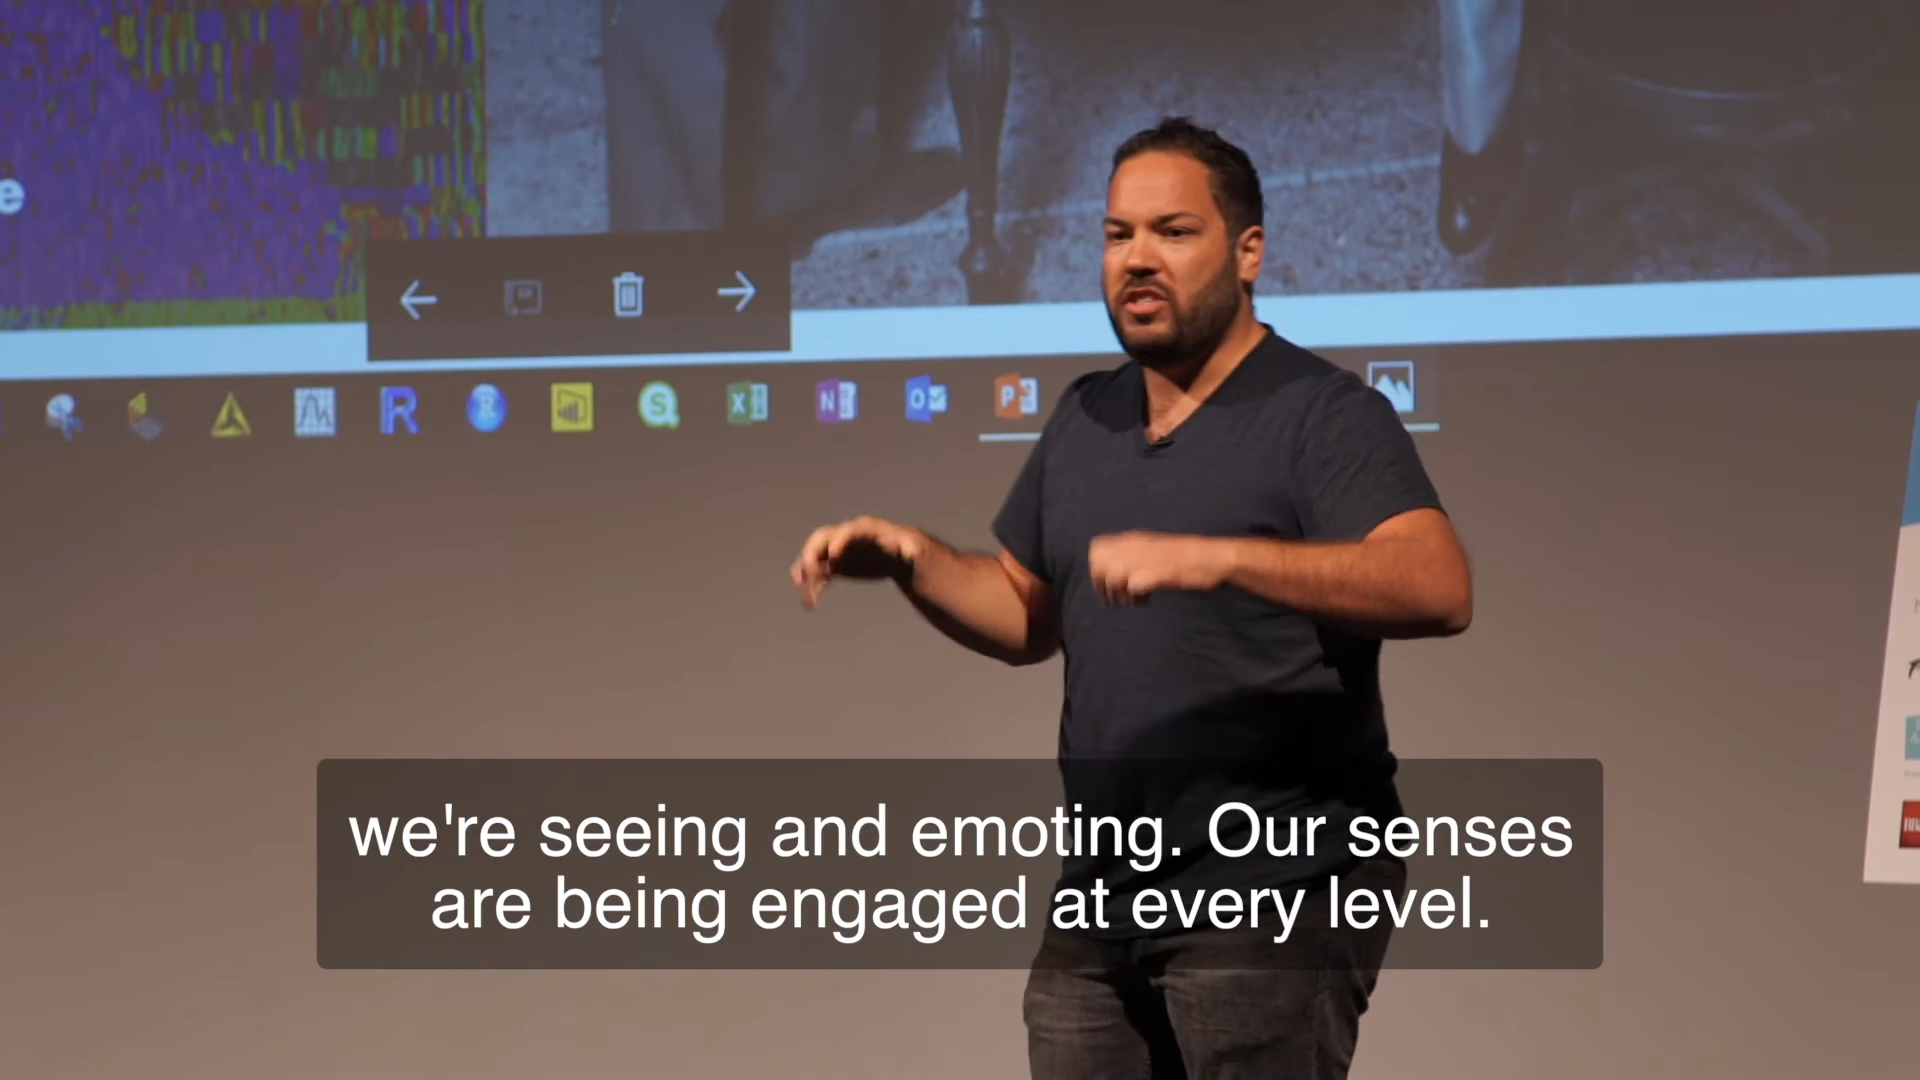 e
R
R
S
X
N
O
P
we're seeing and emoting. Our senses
are being engaged at every level.